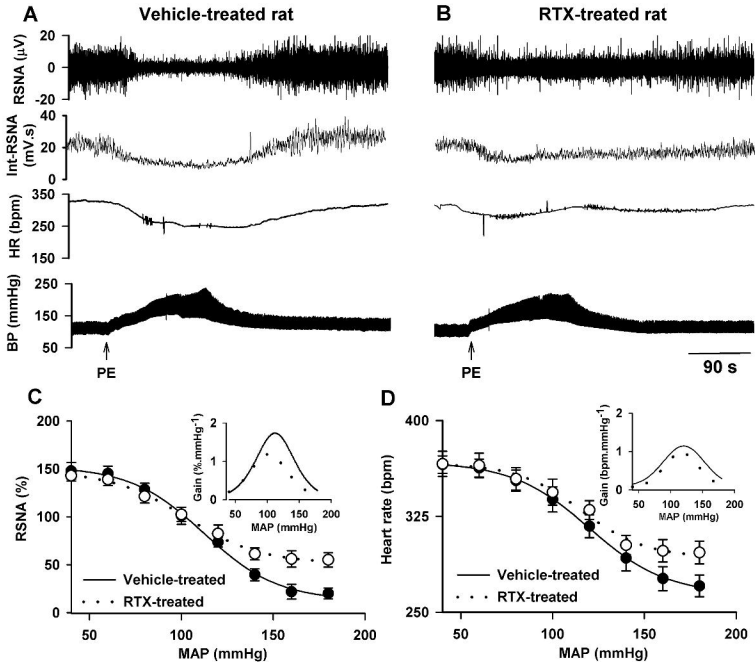 A Vehicle-treated rat
B RTX-treated rat
RSNA (µV)
20
0
-20
Int-RSNA (mV.s)
40
20
0
HR (bpm)
350
250
150
BP (mmHg)
250
150
50
PE
PE
90 s
C
RSNA (%)
200
150
100
50
0
50 100 150 200
MAP (mmHg)
Vehicle-treated
RTX-treated
Gain (%.mmHg-1)
2
1
0
50 100 150 200
MAP (mmHg)
D
Heart rate (bpm)
400
325
250
50 100 150 200
MAP (mmHg)
Vehicle-treated
RTX-treated
Gain (bpm.mmHg-1)
2
1
0
50 100 150 200
MAP (mmHg)